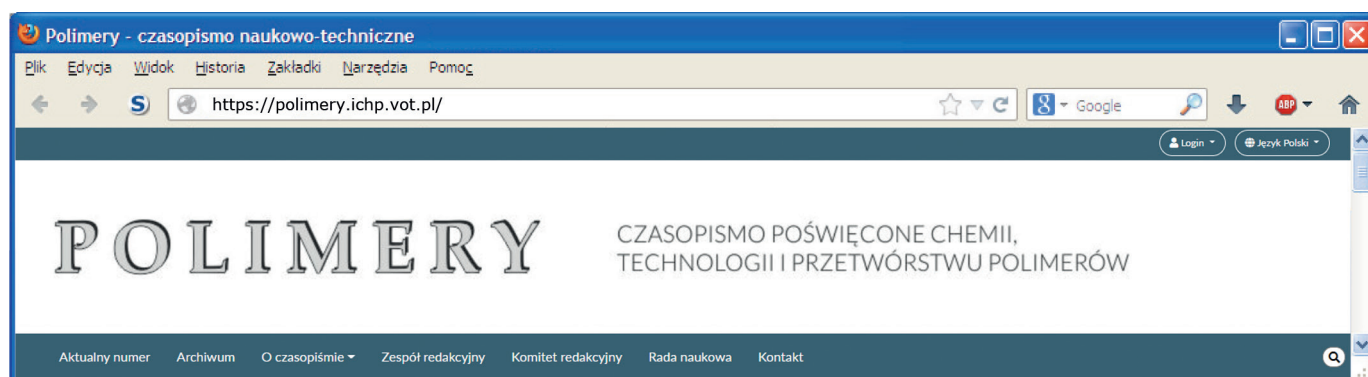 Polimery - czasopismo naukowo-techniczne
Plik Edycja Widok Historia Zakładki Narzędzia Pomoc
S https://polimery.ichp.vot.pl/ 8 Google ABP
Login Język Polski
POLIMERY
CZASOPISMO POŚWIĘCONE CHEMII,
TECHNOLOGII I PRZETWÓRSTWU POLIMERÓW
Aktualny numer Archiwum O czasopiśmie Zespół redakcyjny Komitet redakcyjny Rada naukowa Kontakt